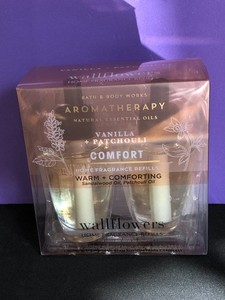 BATH & BODY WORKS
AROMATHERAPY
NATURAL ESSENTIAL OILS
VANILLA
+ PATCHOULI
COMFORT
HOME FRAGRANCE REFILLS
WARM + COMFORTING
Sandalwood Oil, Patchouli Oil
wallflowers